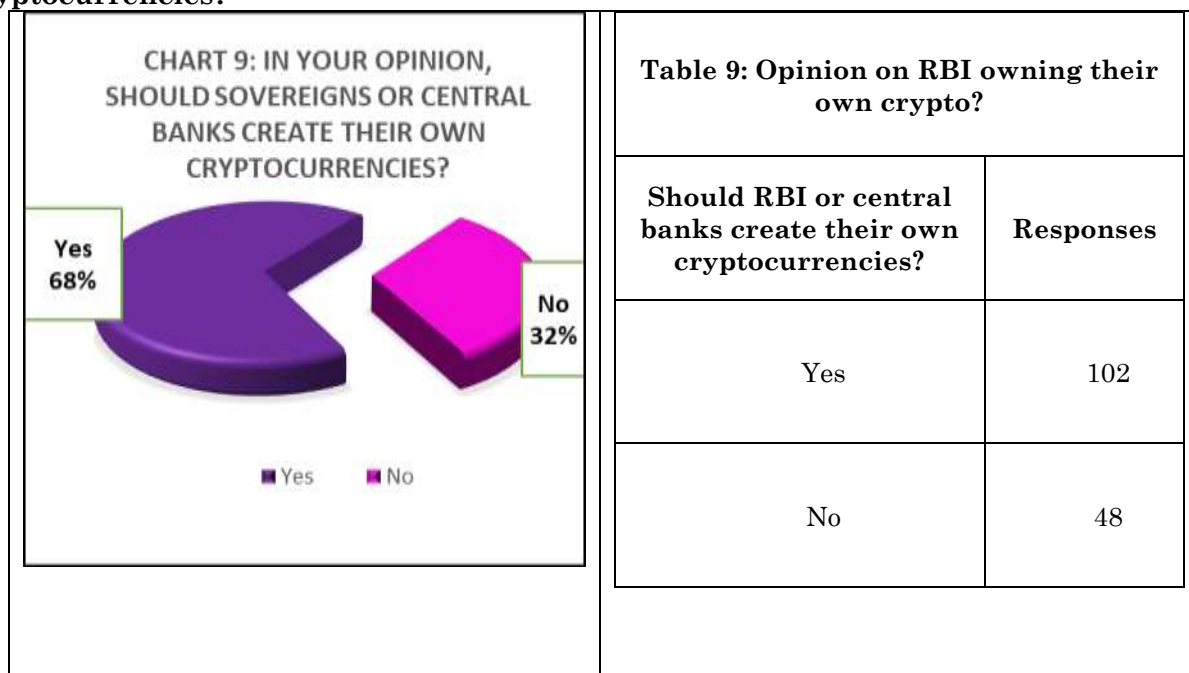 CHART 9: IN YOUR OPINION,
SHOULD SOVEREIGNS OR CENTRAL
BANKS CREATE THEIR OWN
CRYPTOCURRENCIES?
Yes
68%
No
32%
Yes No
Table 9: Opinion on RBI owning their
own crypto?
Should RBI or central
banks create their own
cryptocurrencies?
Responses
Yes 102
No 48